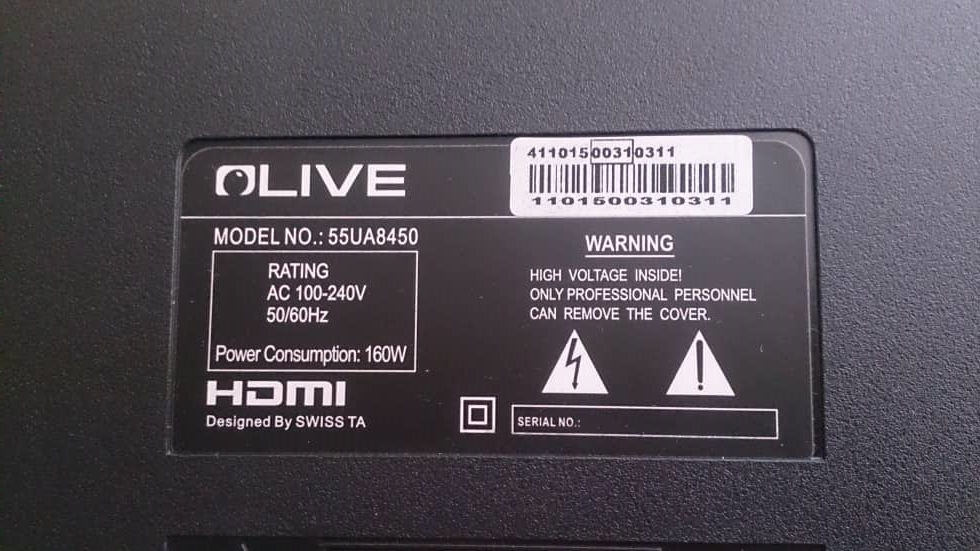 OLIVE
41101500310311
1101500310311
MODEL NO.: 55UA8450
RATING
AC 100-240V
50/60Hz
Power Consumption: 160W
HDMI
Designed By SWISS TA
WARNING
HIGH VOLTAGE INSIDE!
ONLY PROFESSIONAL PERSONNEL
CAN REMOVE THE COVER.
SERIAL NO.: